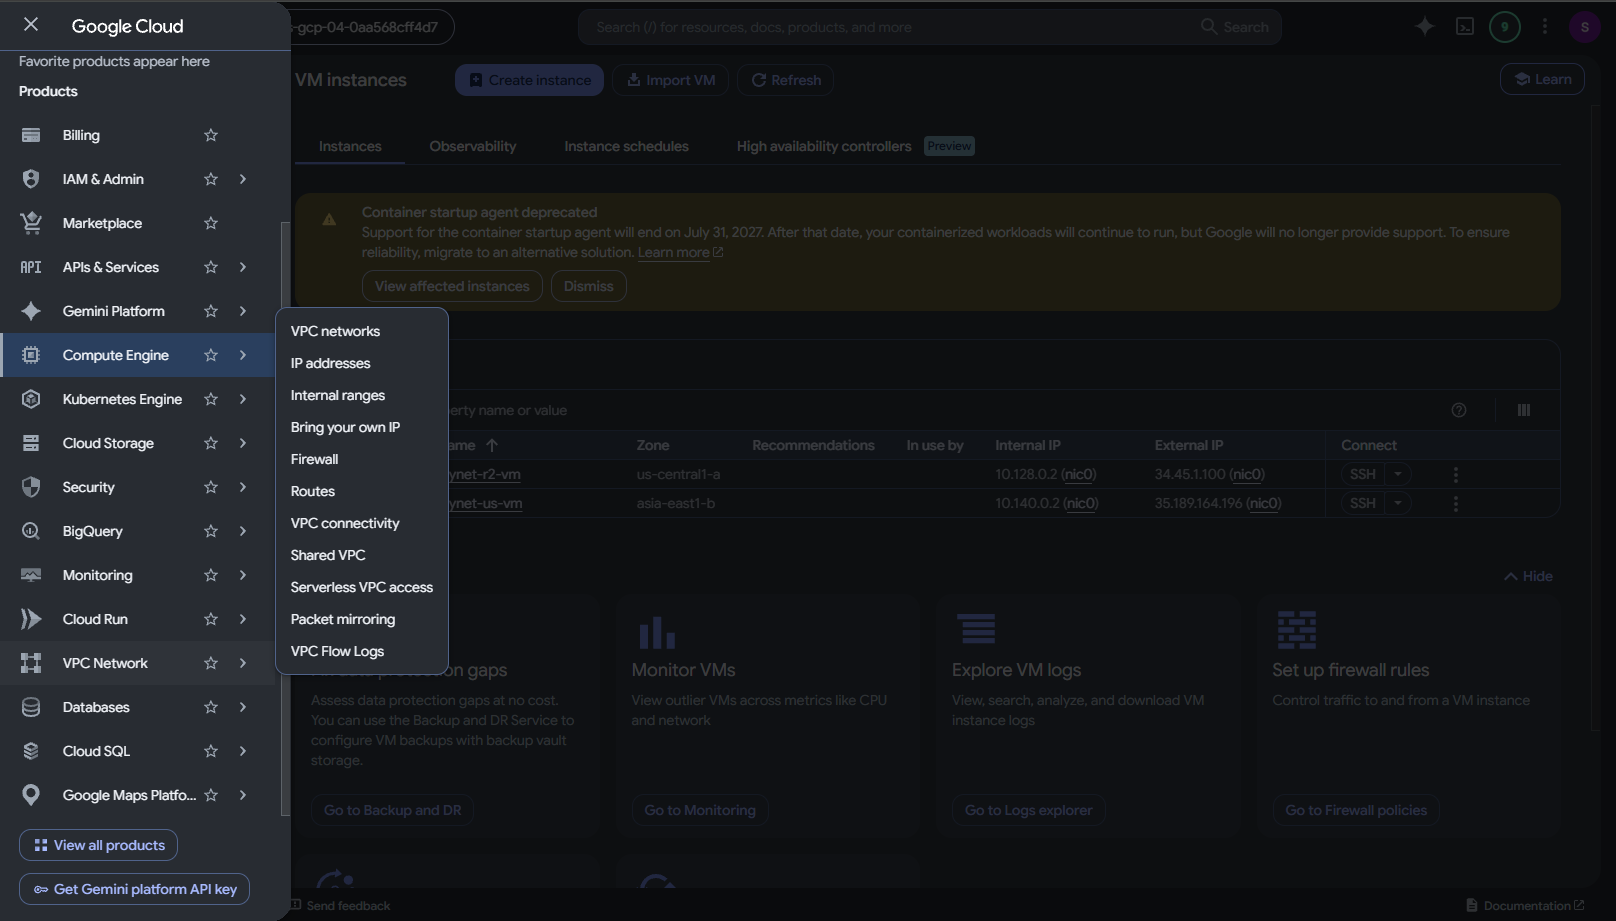 Google Cloud
s-gcp-04-0aa568cff4d7
Search (/) for resources, docs, products, and more
Search
9
S
Favorite products appear here
Products
Billing
IAM & Admin
Marketplace
API
APIs & Services
Gemini Platform
Compute Engine
Kubernetes Engine
Cloud Storage
Security
BigQuery
Monitoring
Cloud Run
VPC Network
Databases
Cloud SQL
Google Maps Platfo...
View all products
Get Gemini platform API key
VPC networks
IP addresses
Internal ranges
Bring your own IP
Firewall
Routes
VPC connectivity
Shared VPC
Serverless VPC access
Packet mirroring
VPC Flow Logs
VM instances
Create instance
Import VM
Refresh
Learn
Instances
Observability
Instance schedules
High availability controllers
Preview
Container startup agent deprecated
Support for the container startup agent will end on July 31, 2027. After that date, your containerized workloads will continue to run, but Google will no longer provide support. To ensure
reliability, migrate to an alternative solution. Learn more
View affected instances
Dismiss
erty name or value
ame Zone Recommendations In use by Internal IP External IP Connect
ynet-r2-vm us-central1-a 10.128.0.2 (nic0) 34.45.1.100 (nic0) SSH
ynet-us-vm asia-east1-b 10.140.0.2 (nic0) 35.189.164.196 (nic0) SSH
Hide
gaps
Assess data protection gaps at no cost.
You can use the Backup and DR Service to
configure VM backups with backup vault
storage.
Go to Backup and DR
Monitor VMs
View outlier VMs across metrics like CPU
and network
Go to Monitoring
Explore VM logs
View, search, analyze, and download VM
instance logs
Go to Logs explorer
Set up firewall rules
Control traffic to and from a VM instance
Go to Firewall policies
Send feedback
Documentation